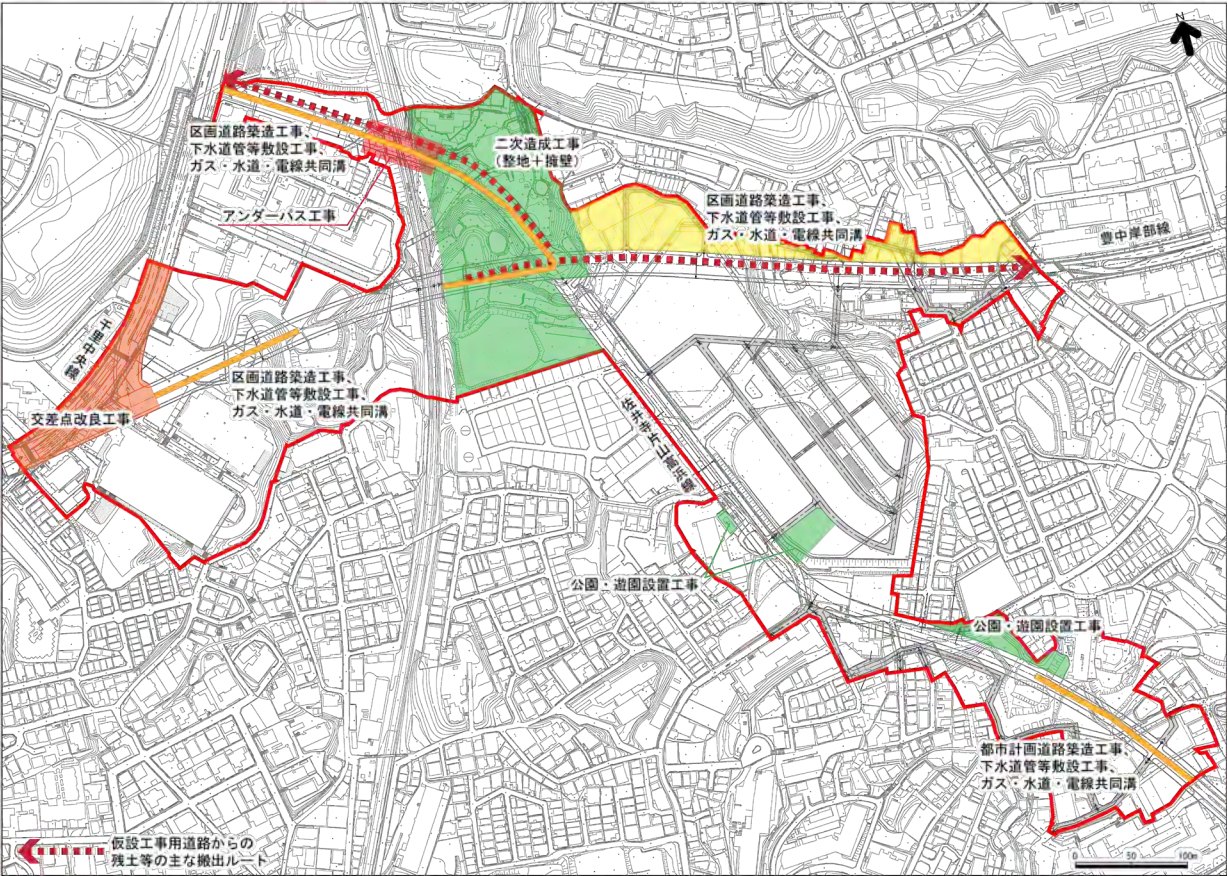 N
区画道路築造工事、
下水道管等敷設工事、
ガス・水道・電線共同溝
二次造成工事
（整地＋擁壁）
アンダーパス工事
区画道路築造工事、
下水道管等敷設工事、
ガス・水道・電線共同溝
豊中岸部線
千里中央線
区画道路築造工事、
下水道管等敷設工事、
ガス・水道・電線共同溝
交差点改良工事
佐井寺片山高浜線
公園・遊園設置工事
公園・遊園設置工事
都市計画道路築造工事、
下水道管等敷設工事、
ガス・水道・電線共同溝
仮設工事用道路からの
残土等の主な搬出ルート
0 50 100m